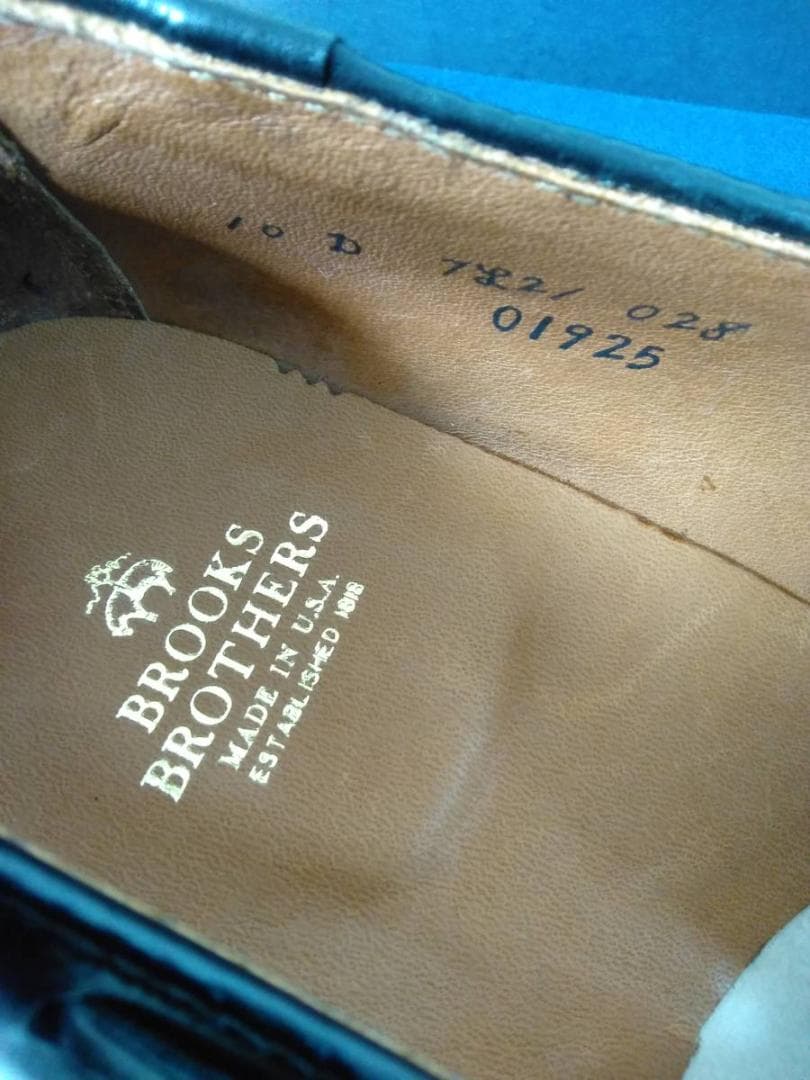 10 D 7821 028
01925
BROOKS
BROTHERS
MADE IN U.S.A.
ESTABLISHED 1818